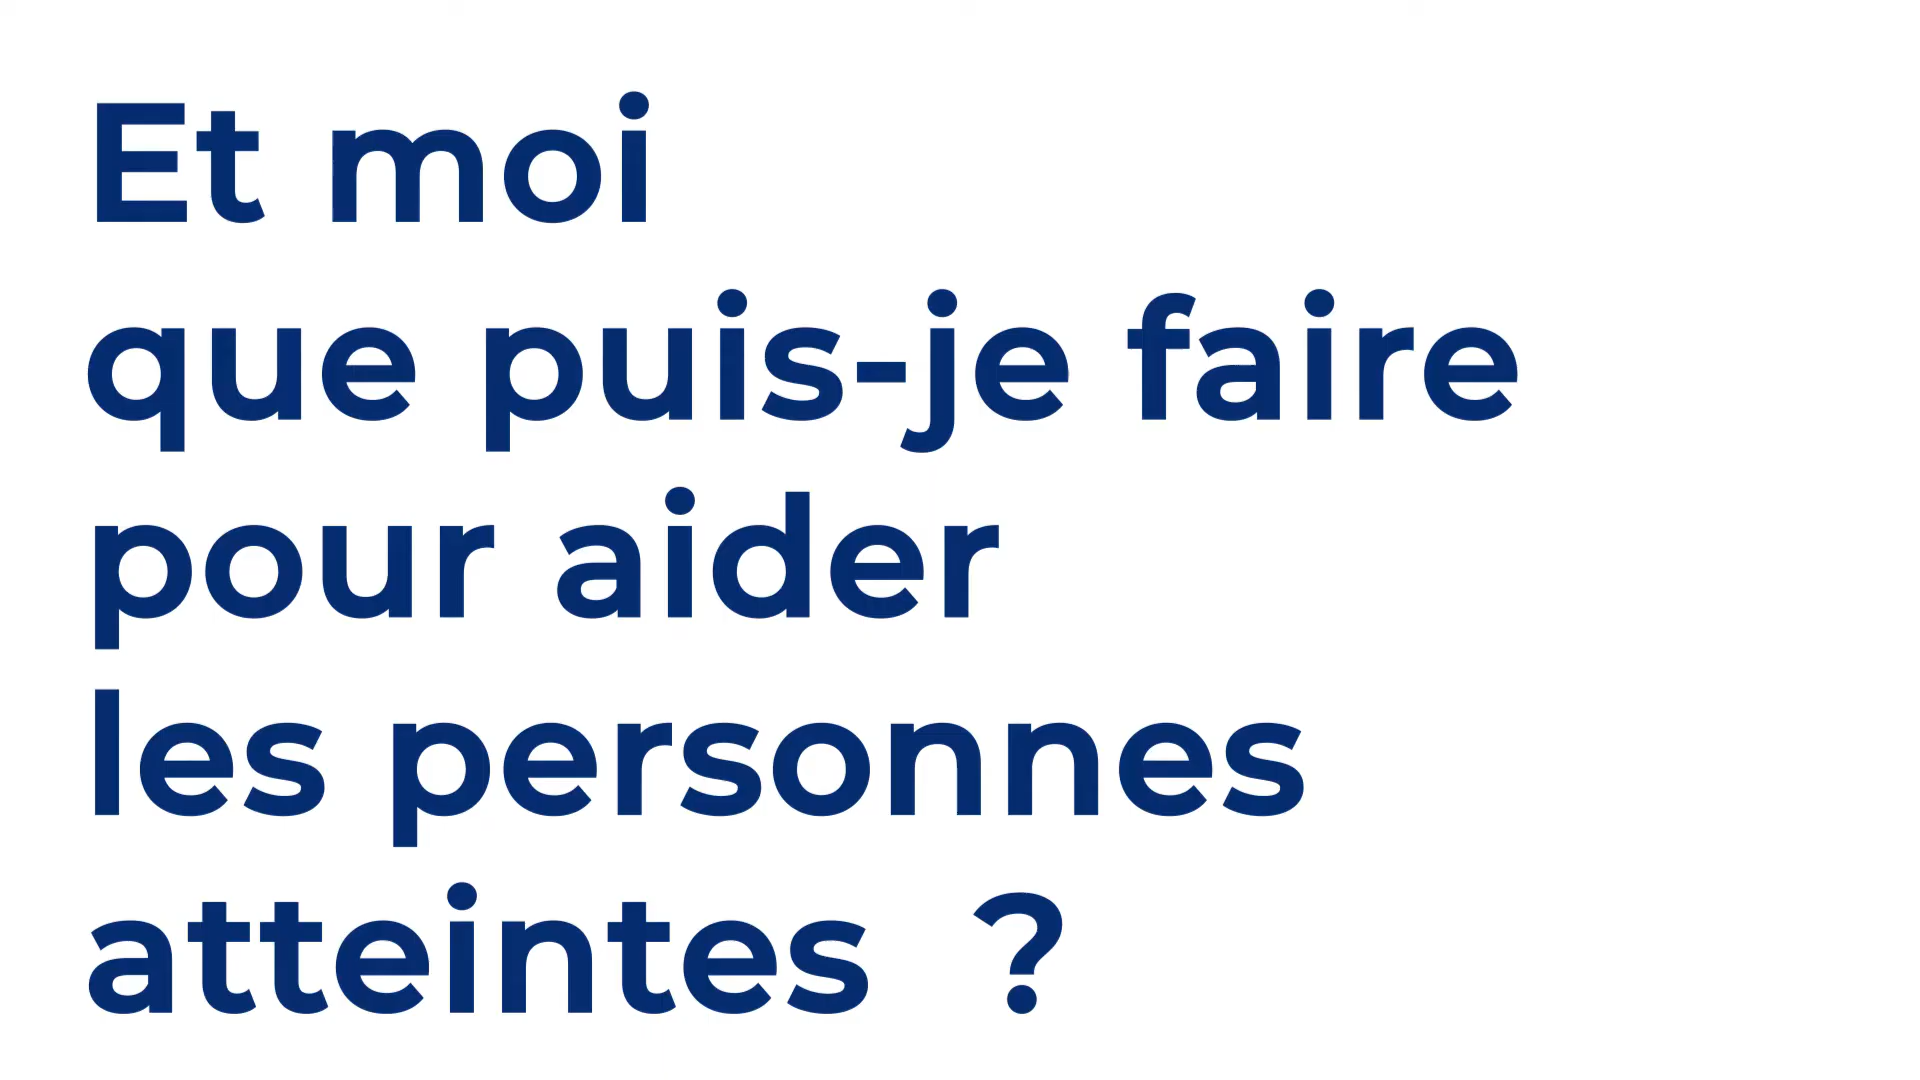 Et moi
que puis-je faire
pour aider
les personnes
atteintes ?